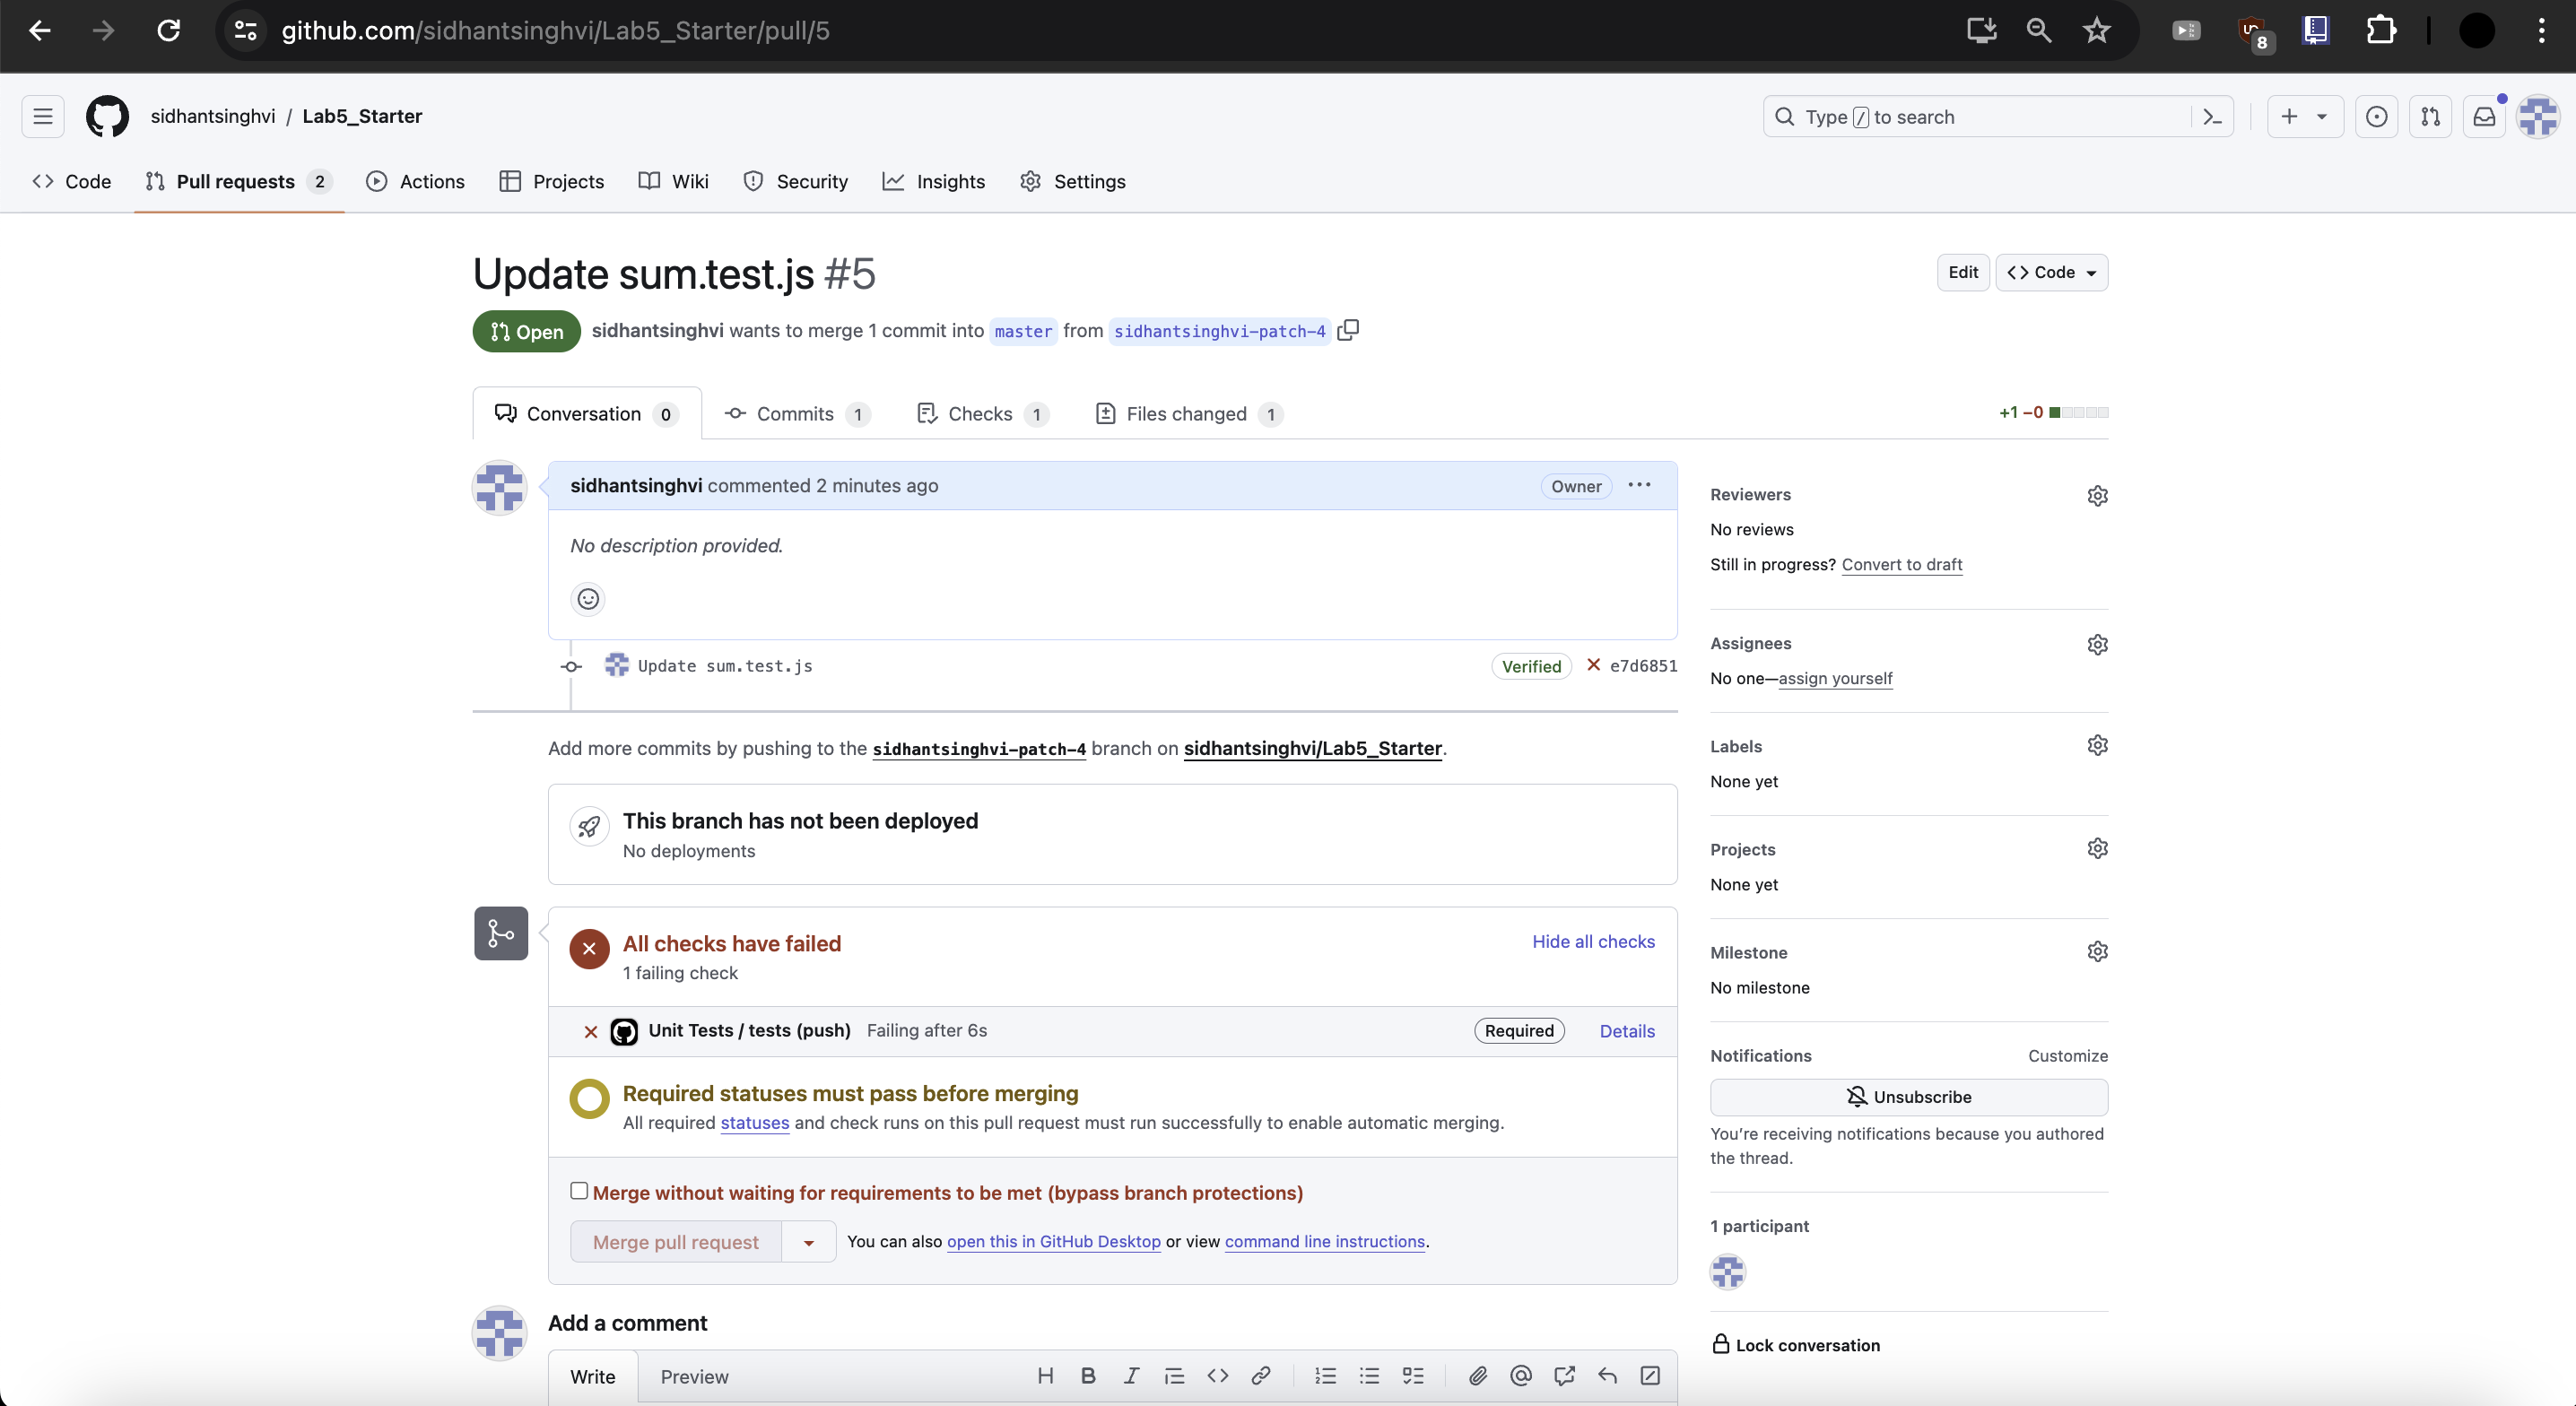 github.com/sidhantsinghvi/Lab5_Starter/pull/5
8
sidhantsinghvi / Lab5_Starter
Type / to search
Code
Pull requests 2
Actions
Projects
Wiki
Security
Insights
Settings
Update sum.test.js #5
Edit
Code
Open
sidhantsinghvi wants to merge 1 commit into master from sidhantsinghvi-patch-4
Conversation 0
Commits 1
Checks 1
Files changed 1
+1 −0
sidhantsinghvi commented 2 minutes ago
Owner
No description provided.
Update sum.test.js
Verified
e7d6851
Add more commits by pushing to the sidhantsinghvi-patch-4 branch on sidhantsinghvi/Lab5_Starter.
This branch has not been deployed
No deployments
All checks have failed
Hide all checks
1 failing check
Unit Tests / tests (push) Failing after 6s
Required
Details
Required statuses must pass before merging
All required statuses and check runs on this pull request must run successfully to enable automatic merging.
Merge without waiting for requirements to be met (bypass branch protections)
Merge pull request
You can also open this in GitHub Desktop or view command line instructions.
Add a comment
Write
Preview
Reviewers
No reviews
Still in progress? Convert to draft
Assignees
No one—assign yourself
Labels
None yet
Projects
None yet
Milestone
No milestone
Notifications
Customize
Unsubscribe
You're receiving notifications because you authored
the thread.
1 participant
Lock conversation